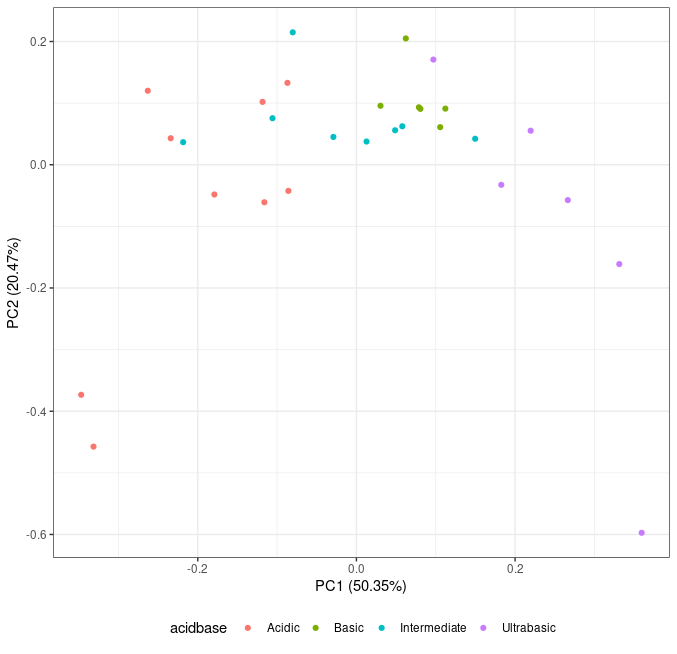 0.2
0.0
-0.2
-0.4
-0.6
PC2 (20.47%)
-0.2 0.0 0.2
PC1 (50.35%)
acidbase Acidic Basic Intermediate Ultrabasic